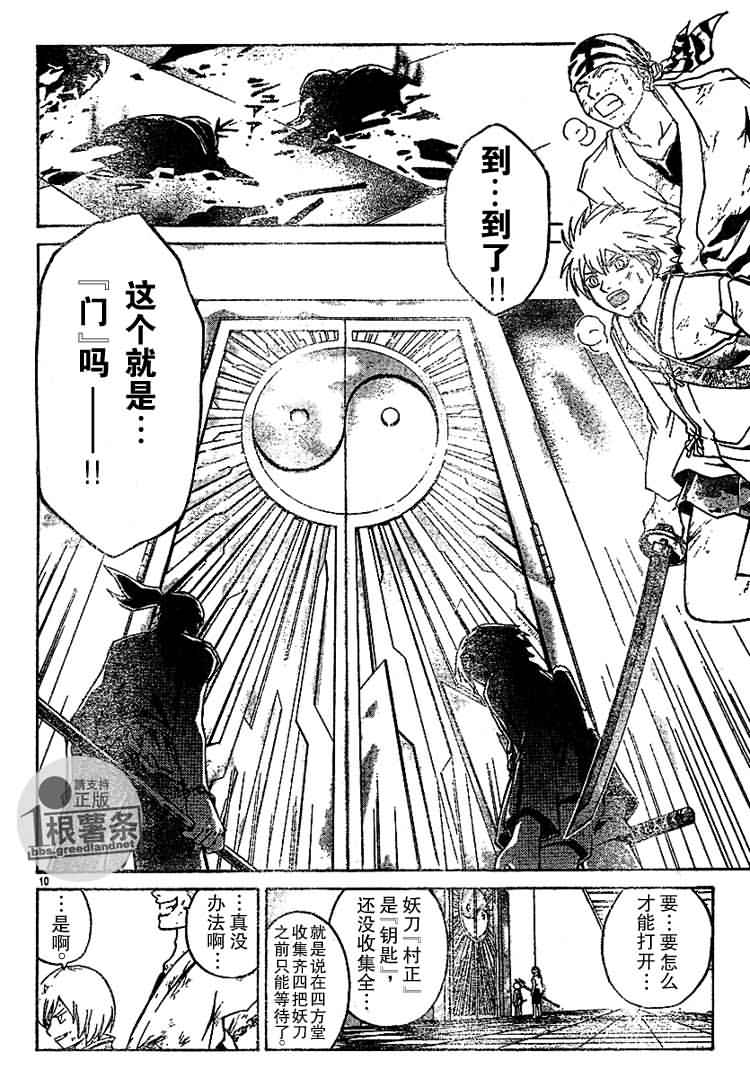 到…
到了!!
这个就是…
『门』吗——!!
請支持
正版
1根薯条
bbs.greedland.net
10
要…要怎么
才能打开…
妖刀『村正』
是『钥匙』，
还没收集全…
就是说在四方堂
收集齐四把妖刀
之前只能等待了。
…真没
办法啊…
…是啊。